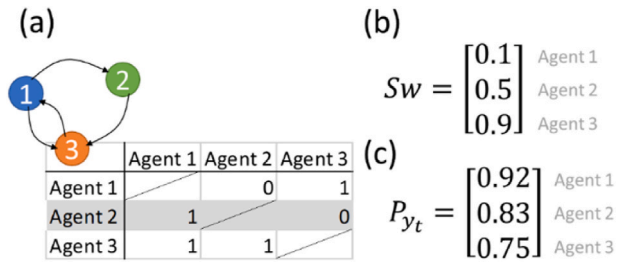 (a)
1
2
3
Agent 1 Agent 2 Agent 3
Agent 1 0 1
Agent 2 1 0
Agent 3 1 1
(b)
Sw = [0.1 0.5 0.9]
Agent 1
Agent 2
Agent 3
(c)
P_{y_t} = [0.92 0.83 0.75]
Agent 1
Agent 2
Agent 3